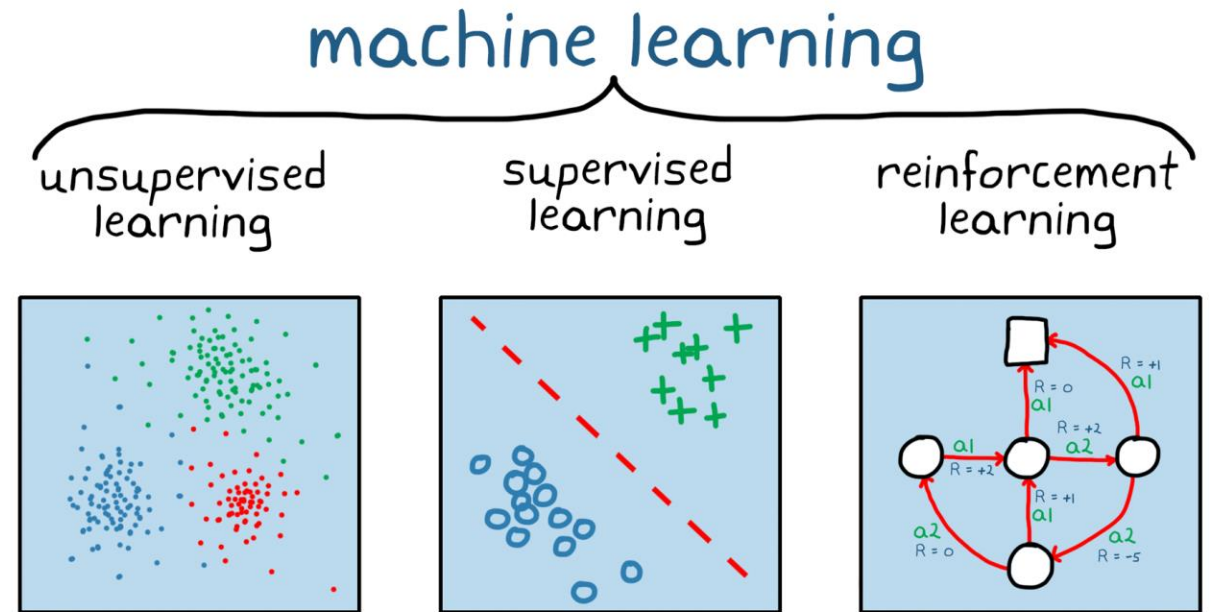 machine learning
unsupervised
learning
supervised
learning
reinforcement
learning
R = 0
a1
R = +1
a1
a1
R = +2
R = +2
a2
R = +1
a1
a2
R = 0
a2
R = -5